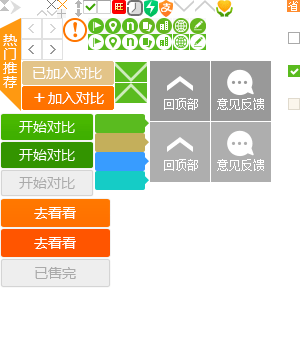 旺
省
热门推荐
已加入对比
+ 加入对比
回顶部
意见反馈
开始对比
开始对比
回顶部
意见反馈
开始对比
去看看
去看看
已售完